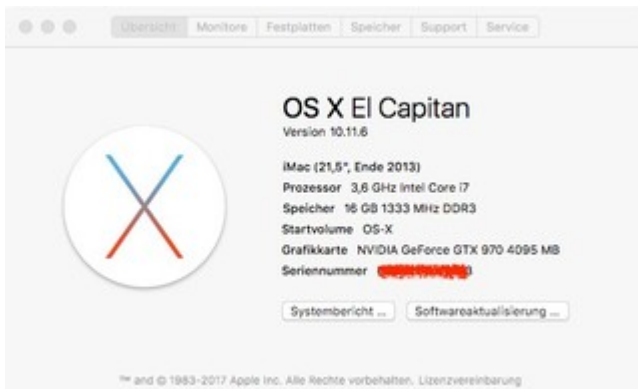 Übersicht Monitore Festplatten Speicher Support Service
OS X El Capitan
Version 10.11.6
iMac (21,5", Ende 2013)
Prozessor 3,6 GHz Intel Core i7
Speicher 16 GB 1333 MHz DDR3
Startvolume OS-X
Grafikkarte NVIDIA GeForce GTX 970 4095 MB
Seriennummer
Systembericht ... Softwareaktualisierung ...
™ and © 1983-2017 Apple Inc. Alle Rechte vorbehalten. Lizenzvereinbarung